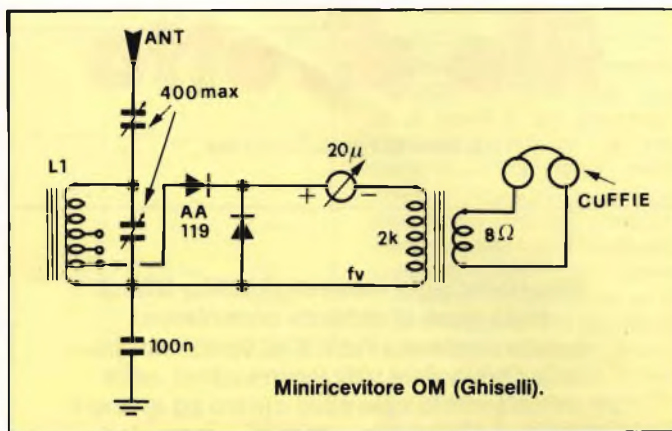 ANT
400 max
L1
AA
119
20μ
+
-
2k
8Ω
CUFFIE
fv
100n
Miniricevitore OM (Ghiselli).